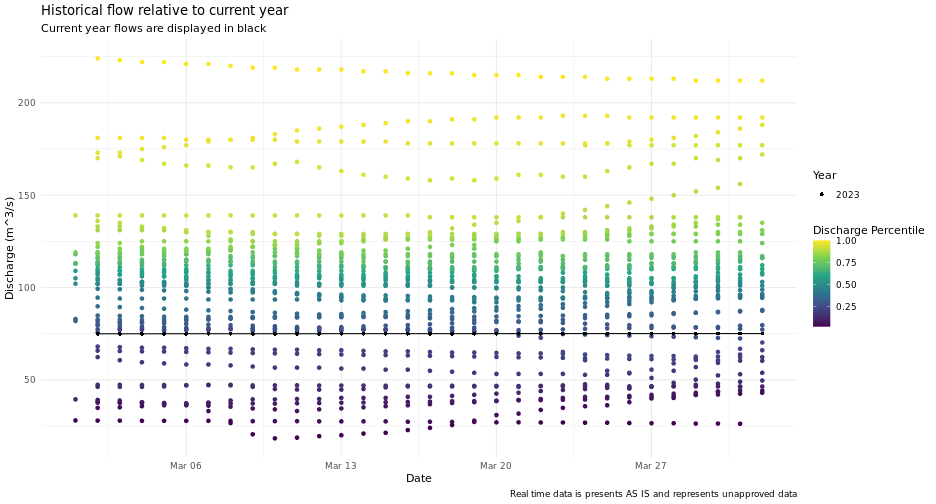 Historical flow relative to current year
Current year flows are displayed in black
200
150
100
50
Discharge (m^3/s)
Mar 06
Mar 13
Mar 20
Mar 27
Date
Year
2023
Discharge Percentile
1.00
0.75
0.50
0.25
Real time data is presents AS IS and represents unapproved data